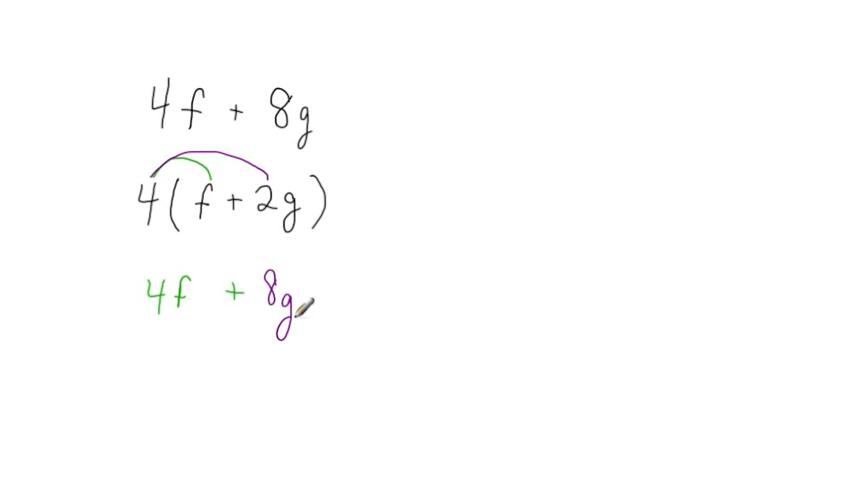 4f + 8g
4(f + 2g)
4f + 8g